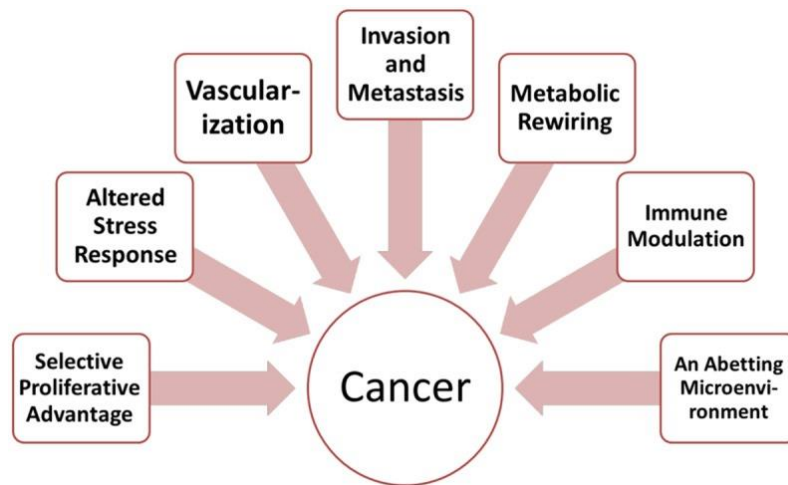 Invasion
and
Metastasis
Vascular-
ization
Metabolic
Rewiring
Altered
Stress
Response
Immune
Modulation
Selective
Proliferative
Advantage
An Abetting
Microenvi-
ronment
Cancer